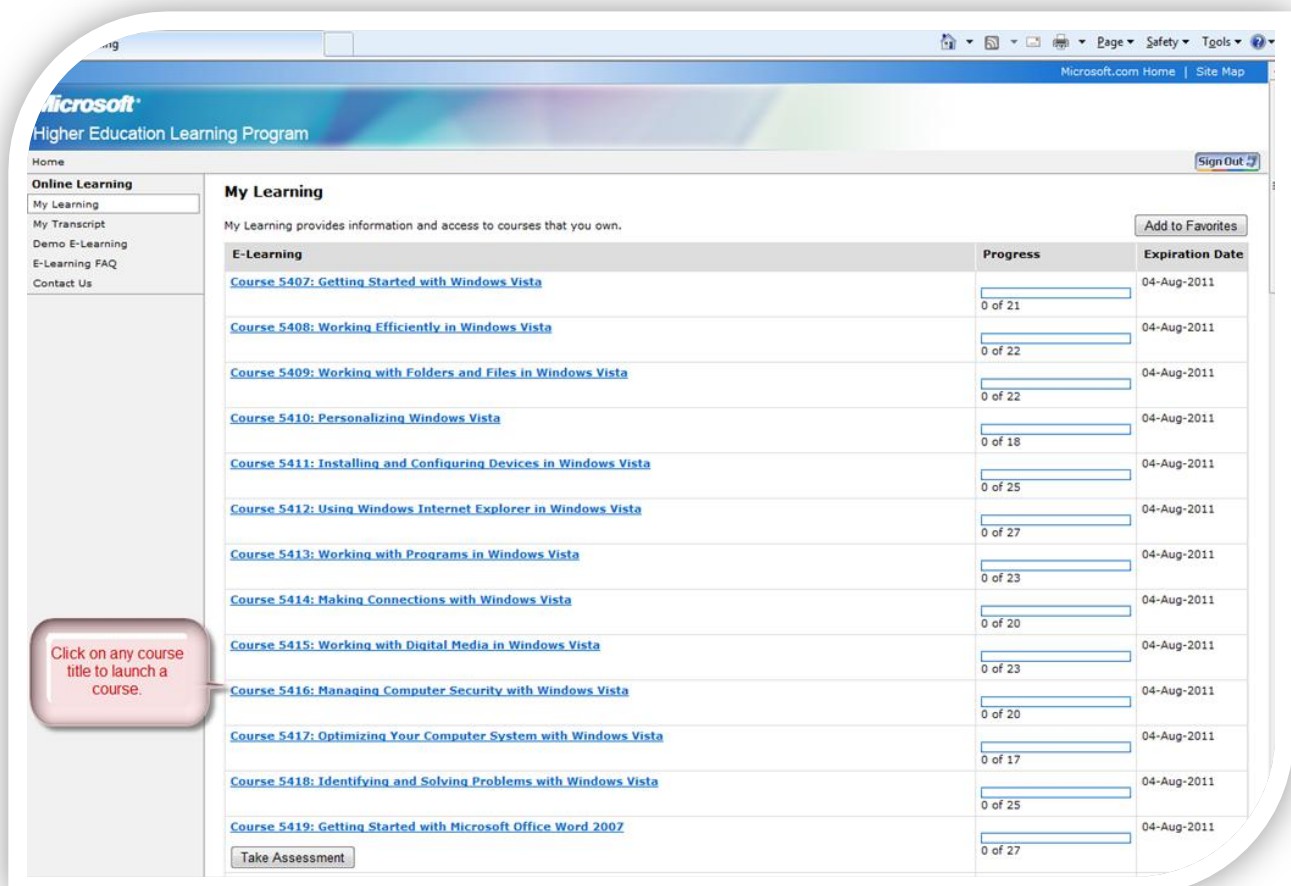 Page Safety Tools
Microsoft.com Home | Site Map
Microsoft
Higher Education Learning Program
Home
Sign Out
Online Learning
My Learning
My Transcript
Demo E-Learning
E-Learning FAQ
Contact Us
My Learning
My Learning provides information and access to courses that you own.
Add to Favorites
E-Learning Progress Expiration Date
Course 5407: Getting Started with Windows Vista 04-Aug-2011
0 of 21
Course 5408: Working Efficiently in Windows Vista 04-Aug-2011
0 of 22
Course 5409: Working with Folders and Files in Windows Vista 04-Aug-2011
0 of 22
Course 5410: Personalizing Windows Vista 04-Aug-2011
0 of 18
Course 5411: Installing and Configuring Devices in Windows Vista 04-Aug-2011
0 of 25
Course 5412: Using Windows Internet Explorer in Windows Vista 04-Aug-2011
0 of 27
Course 5413: Working with Programs in Windows Vista 04-Aug-2011
0 of 23
Course 5414: Making Connections with Windows Vista 04-Aug-2011
0 of 20
Course 5415: Working with Digital Media in Windows Vista 04-Aug-2011
0 of 23
Click on any course
title to launch a
course.
Course 5416: Managing Computer Security with Windows Vista 04-Aug-2011
0 of 20
Course 5417: Optimizing Your Computer System with Windows Vista 04-Aug-2011
0 of 17
Course 5418: Identifying and Solving Problems with Windows Vista 04-Aug-2011
0 of 25
Course 5419: Getting Started with Microsoft Office Word 2007 04-Aug-2011
0 of 27
Take Assessment